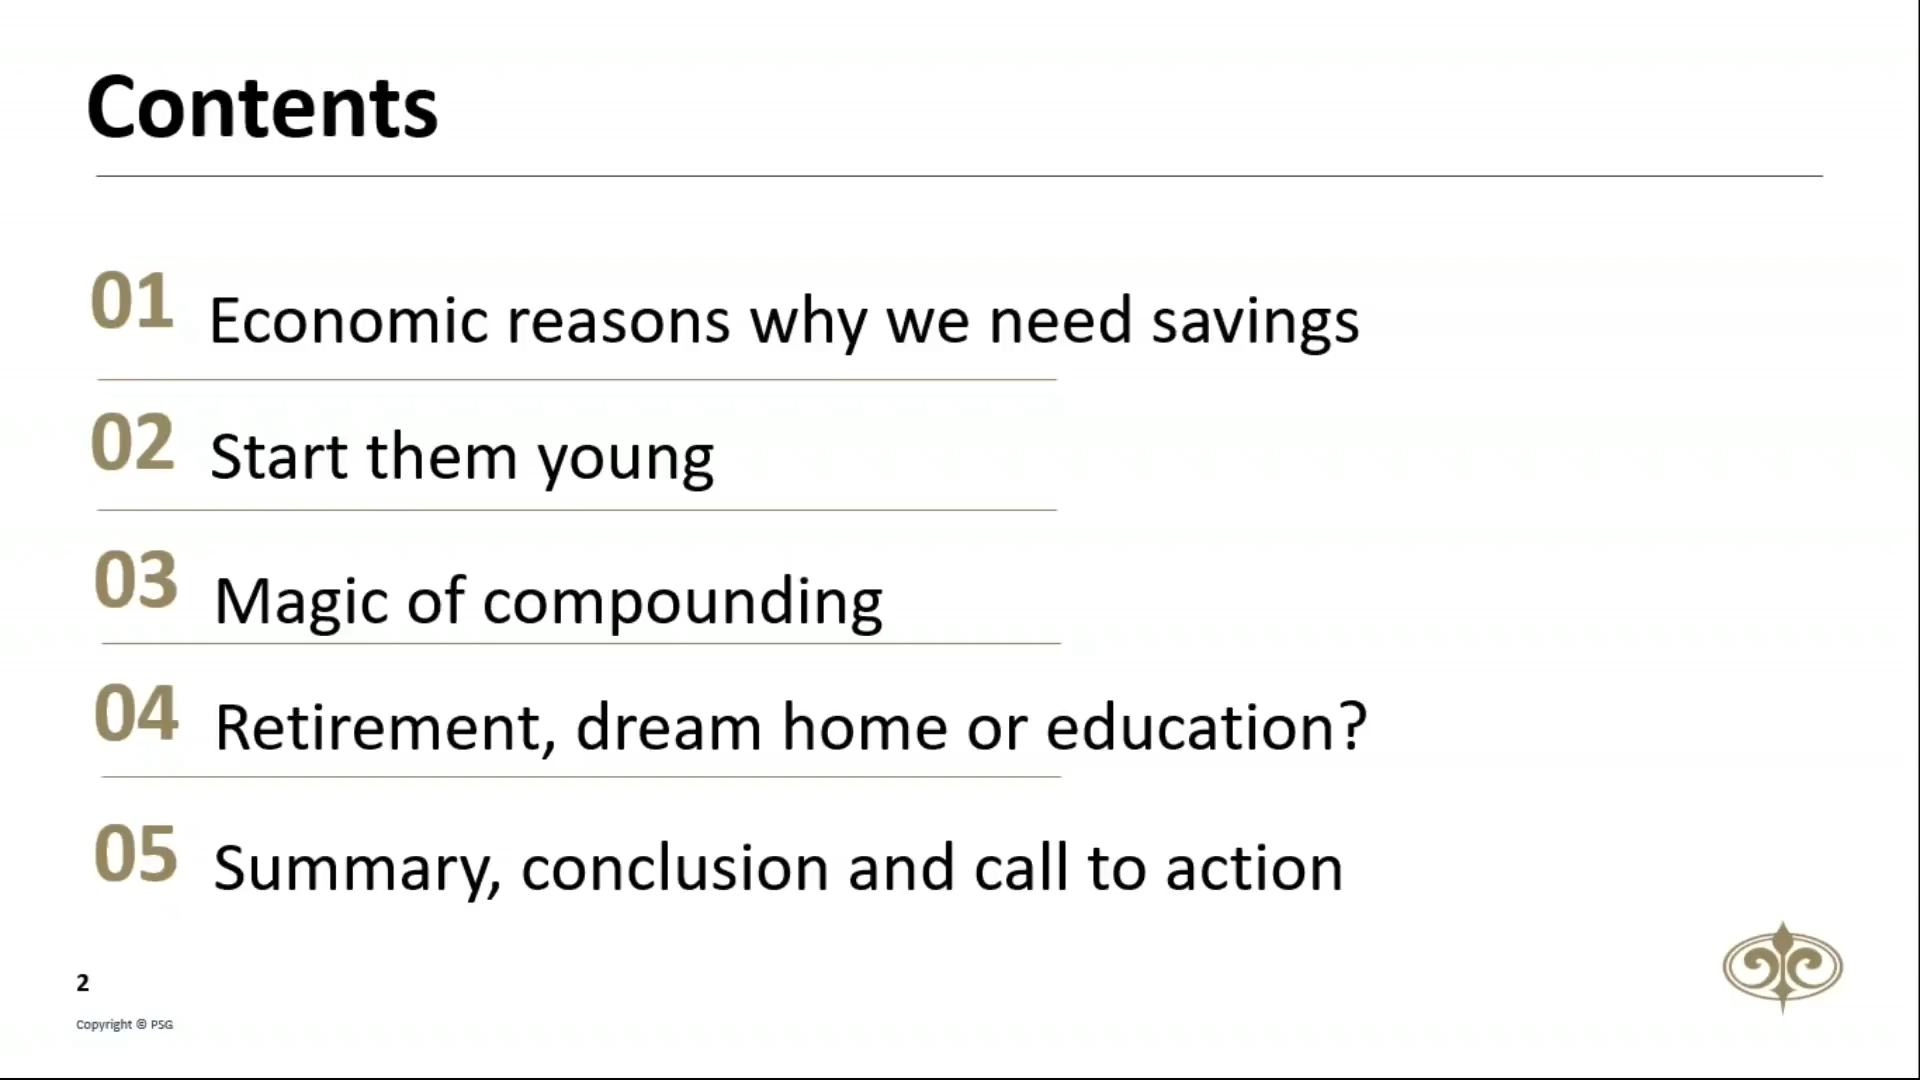 Contents
01 Economic reasons why we need savings
02 Start them young
03 Magic of compounding
04 Retirement, dream home or education?
05 Summary, conclusion and call to action
2
Copyright © PSG